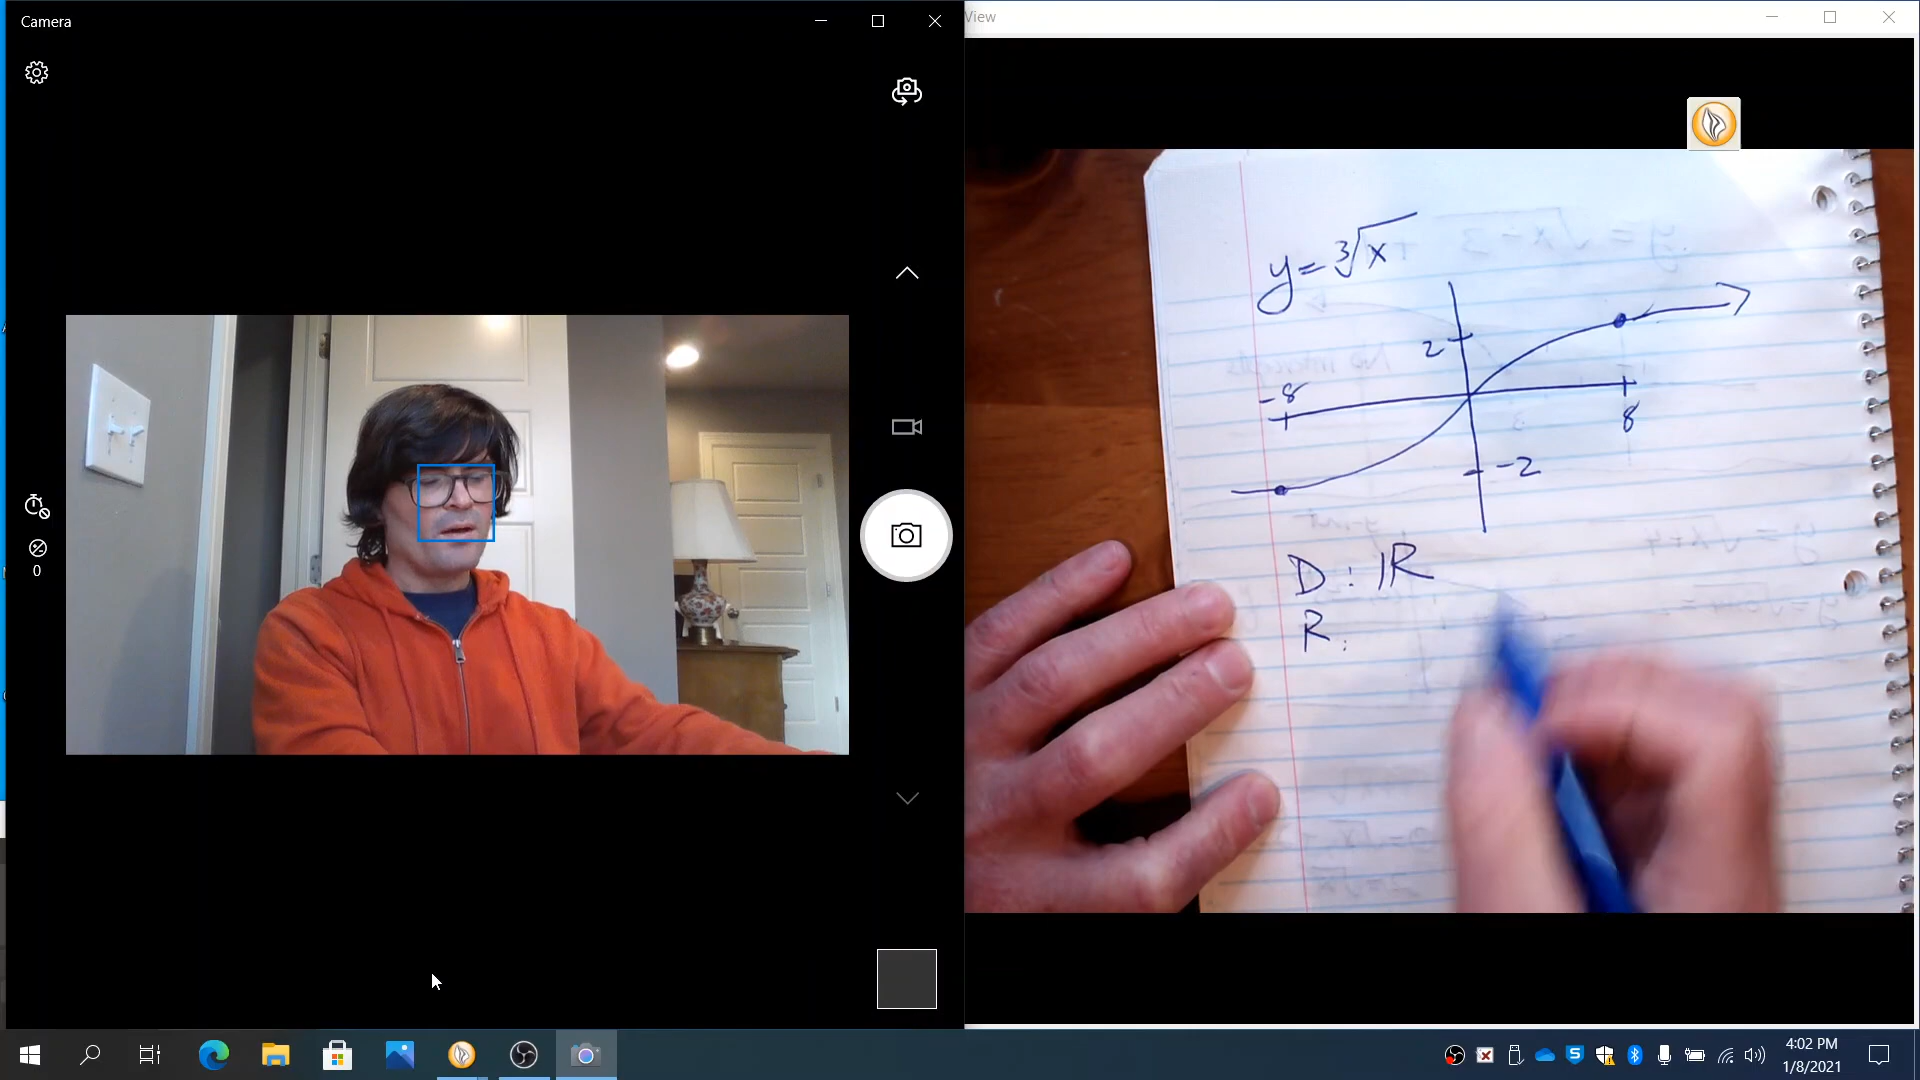 Camera
View
0
y = ∛x
2
-8
8
-2
D: ℝ
R:
4:02 PM
1/8/2021